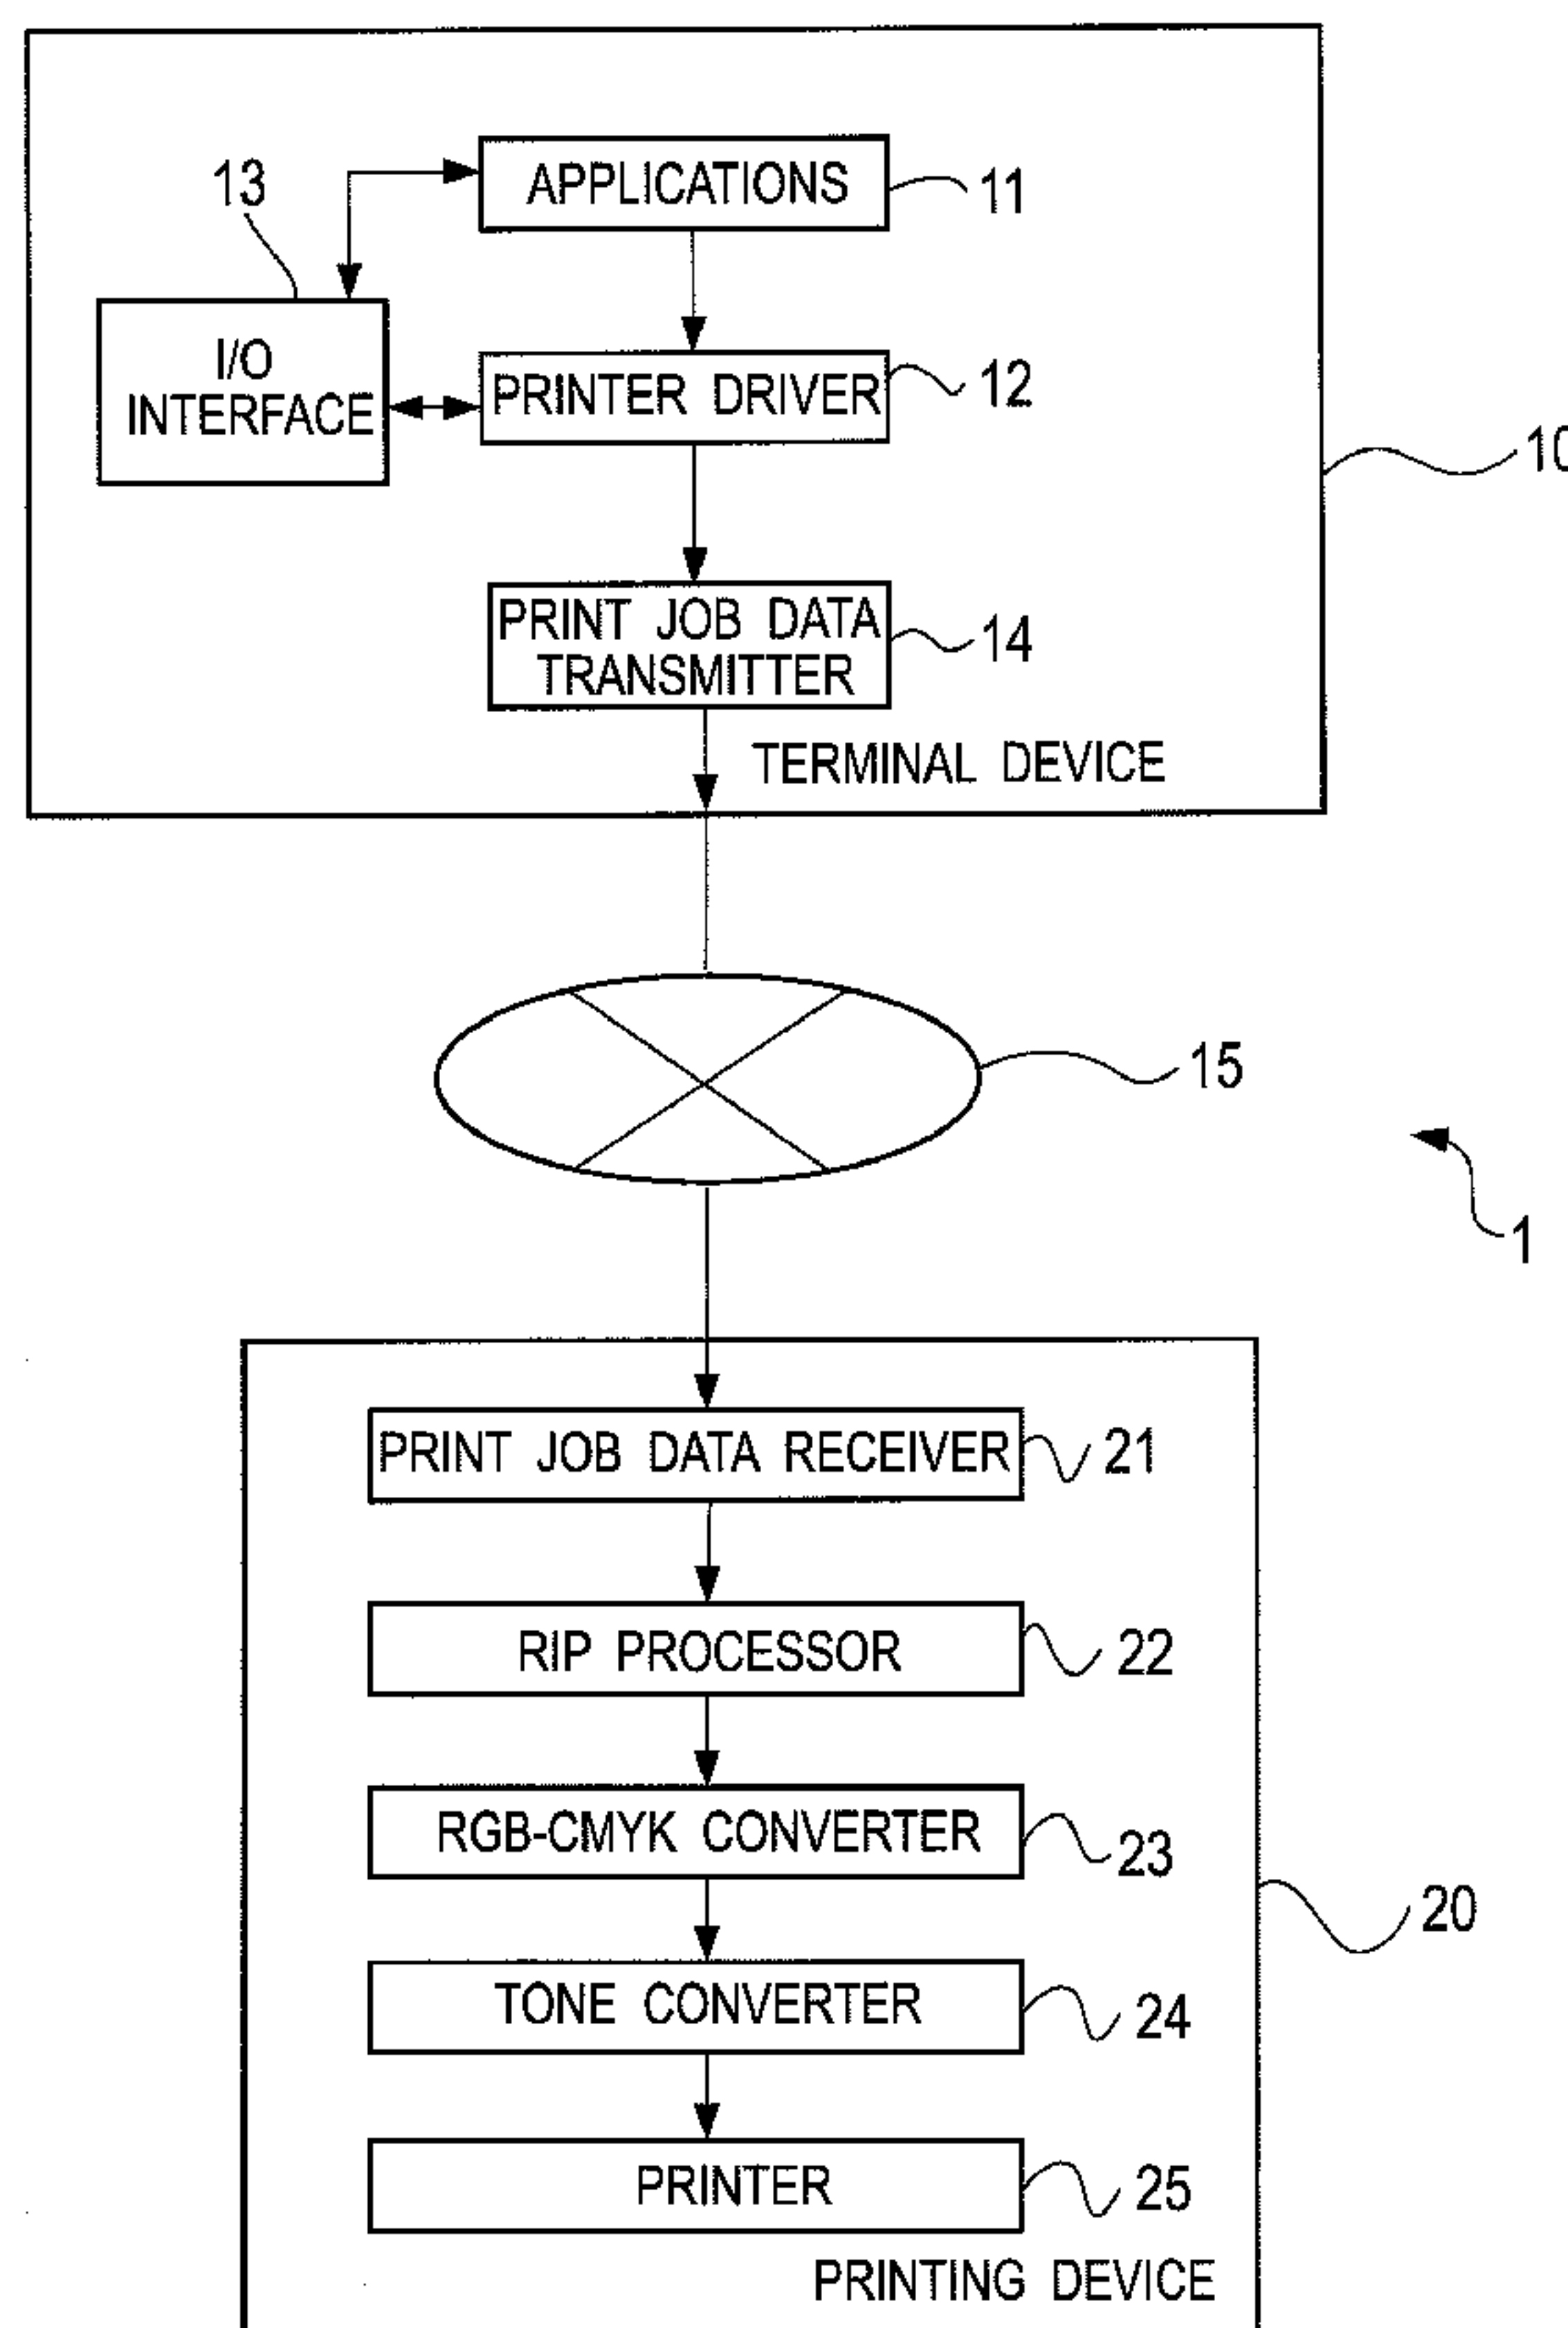 13
APPLICATIONS
11
I/O
INTERFACE
PRINTER DRIVER
12
10
PRINT JOB DATA
TRANSMITTER
14
TERMINAL DEVICE
15
1
PRINT JOB DATA RECEIVER
21
RIP PROCESSOR
22
RGB-CMYK CONVERTER
23
20
TONE CONVERTER
24
PRINTER
25
PRINTING DEVICE